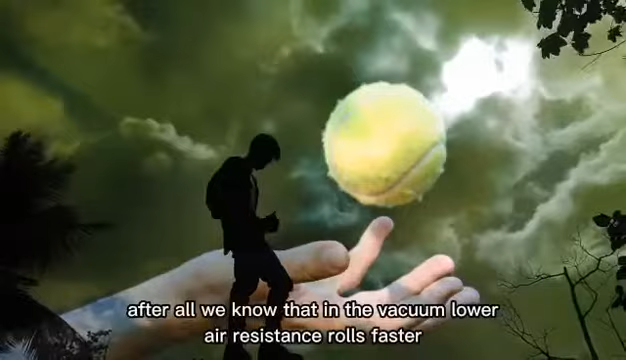 after all we know that in the vacuum lower
air resistance rolls faster